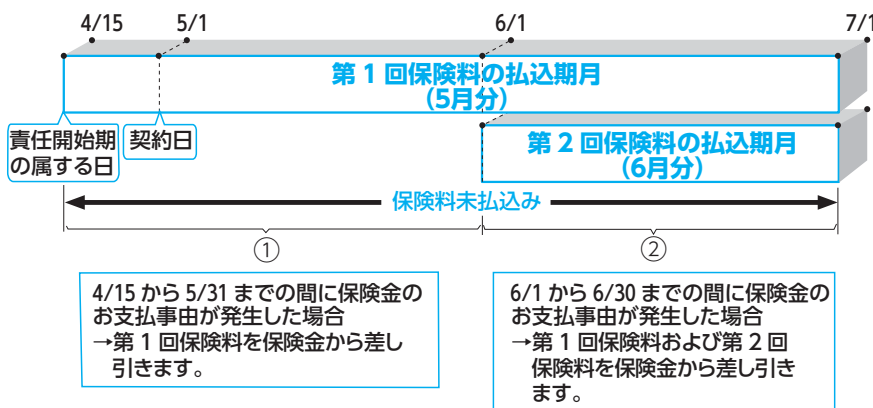 4/15 5/1 6/1 7/1
第1回保険料の払込期月
(5月分)
責任開始期
の属する日
契約日
第2回保険料の払込期月
(6月分)
保険料未払込み
① ②
4/15 から 5/31 までの間に保険金の
お支払事由が発生した場合
→第1回保険料を保険金から差し
引きます。
6/1 から 6/30 までの間に保険金の
お支払事由が発生した場合
→第1回保険料および第2回
保険料を保険金から差し引き
ます。